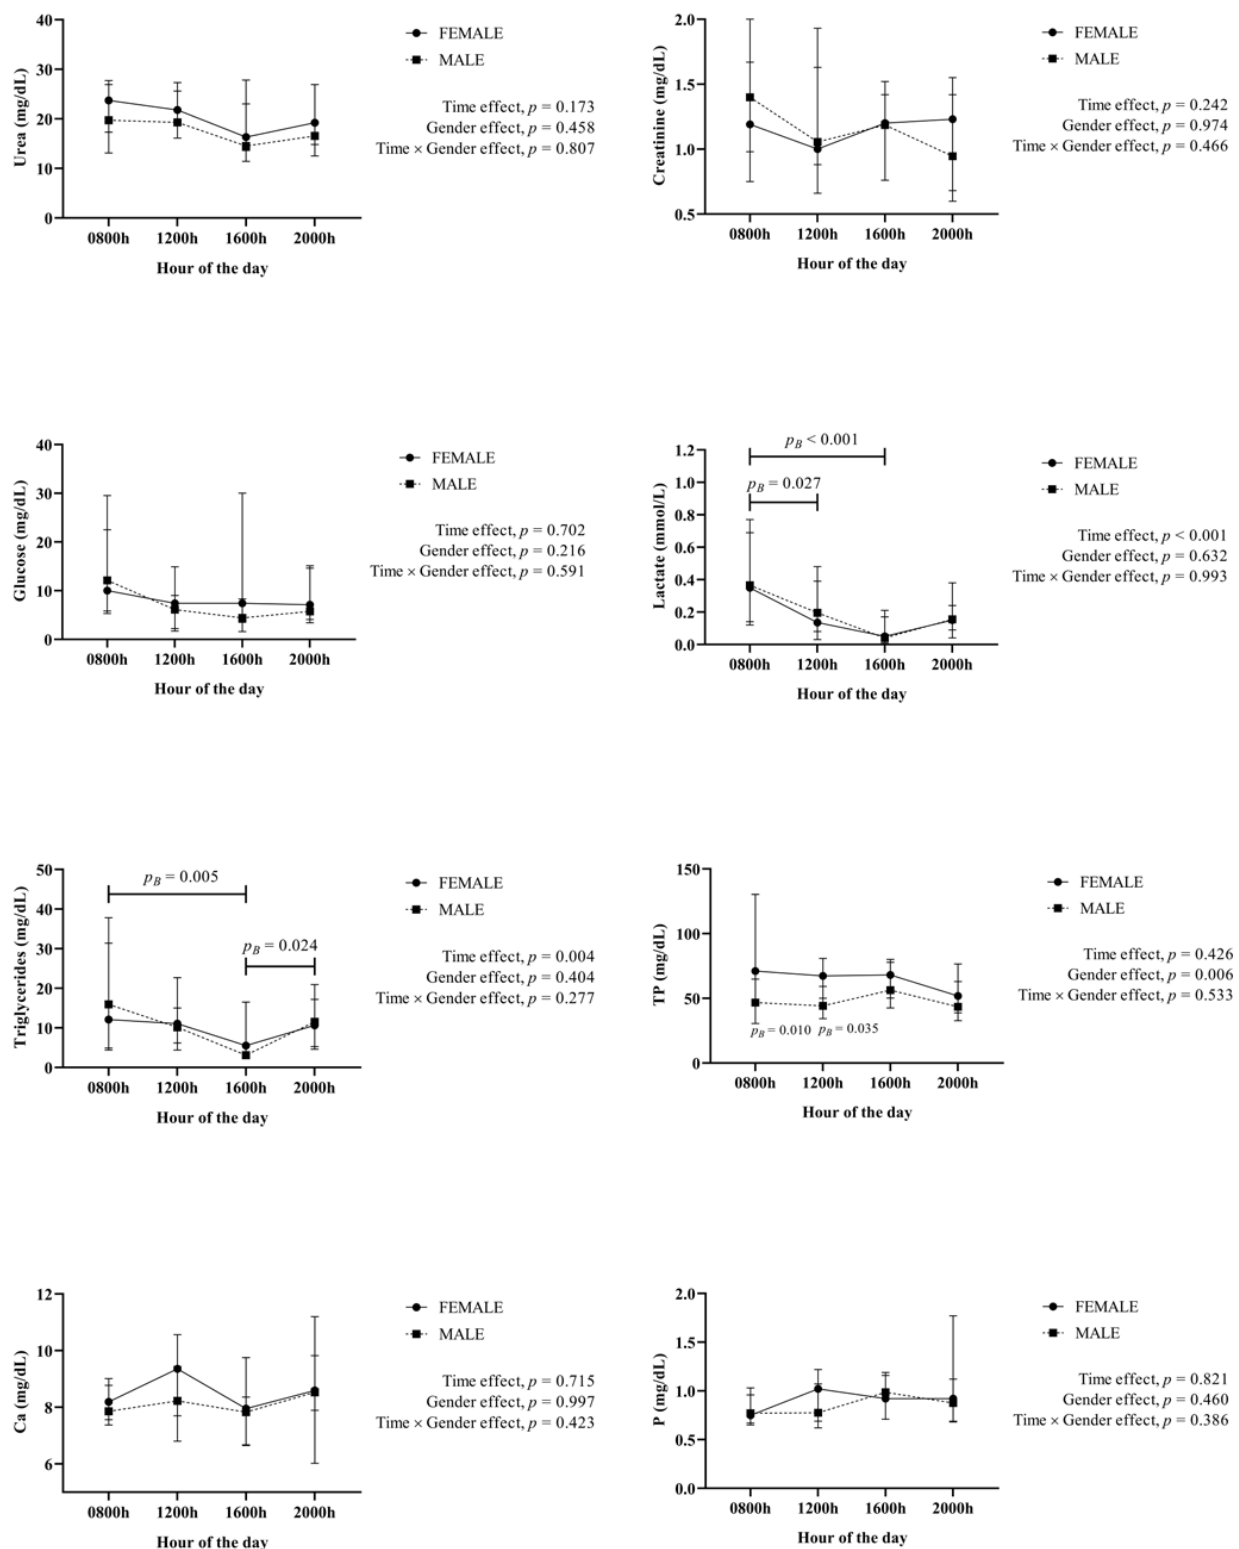 Urea (mg/dL)
40
30
20
10
0
0800h 1200h 1600h 2000h
Hour of the day
FEMALE
MALE
Time effect, p = 0.173
Gender effect, p = 0.458
Time × Gender effect, p = 0.807
Creatinine (mg/dL)
2.0
1.5
1.0
0.5
0800h 1200h 1600h 2000h
Hour of the day
FEMALE
MALE
Time effect, p = 0.242
Gender effect, p = 0.974
Time × Gender effect, p = 0.466
Glucose (mg/dL)
40
30
20
10
0
0800h 1200h 1600h 2000h
Hour of the day
FEMALE
MALE
Time effect, p = 0.702
Gender effect, p = 0.216
Time × Gender effect, p = 0.591
Lactate (mmol/L)
1.2
1.0
0.8
0.6
0.4
0.2
0.0
pB < 0.001
pB = 0.027
0800h 1200h 1600h 2000h
Hour of the day
FEMALE
MALE
Time effect, p < 0.001
Gender effect, p = 0.632
Time × Gender effect, p = 0.993
Triglycerides (mg/dL)
50
40
30
20
10
0
pB = 0.005
pB = 0.024
0800h 1200h 1600h 2000h
Hour of the day
FEMALE
MALE
Time effect, p = 0.004
Gender effect, p = 0.404
Time × Gender effect, p = 0.277
TP (mg/dL)
150
100
50
0
pB = 0.010 pB = 0.035
0800h 1200h 1600h 2000h
Hour of the day
FEMALE
MALE
Time effect, p = 0.426
Gender effect, p = 0.006
Time × Gender effect, p = 0.533
Ca (mg/dL)
12
10
8
6
0800h 1200h 1600h 2000h
Hour of the day
FEMALE
MALE
Time effect, p = 0.715
Gender effect, p = 0.997
Time × Gender effect, p = 0.423
P (mg/dL)
2.0
1.5
1.0
0.5
0.0
0800h 1200h 1600h 2000h
Hour of the day
FEMALE
MALE
Time effect, p = 0.821
Gender effect, p = 0.460
Time × Gender effect, p = 0.386